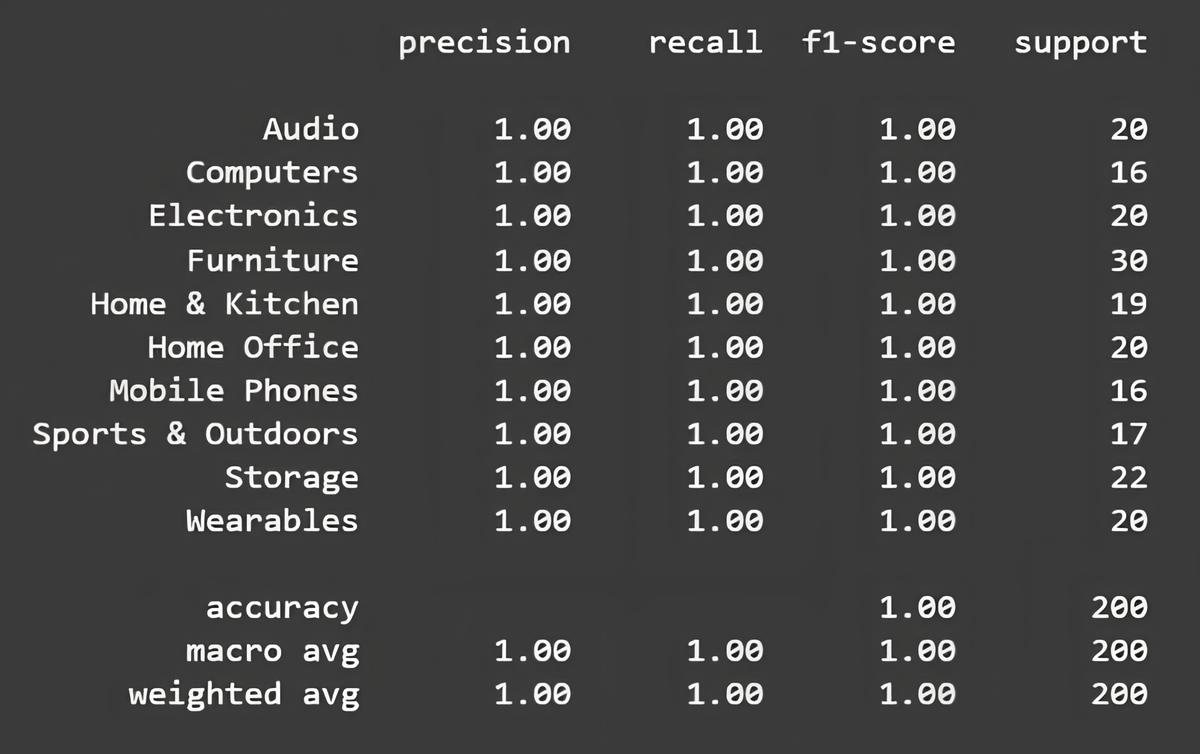 precision recall f1-score support
Audio 1.00 1.00 1.00 20
Computers 1.00 1.00 1.00 16
Electronics 1.00 1.00 1.00 20
Furniture 1.00 1.00 1.00 30
Home & Kitchen 1.00 1.00 1.00 19
Home Office 1.00 1.00 1.00 20
Mobile Phones 1.00 1.00 1.00 16
Sports & Outdoors 1.00 1.00 1.00 17
Storage 1.00 1.00 1.00 22
Wearables 1.00 1.00 1.00 20
accuracy 1.00 200
macro avg 1.00 1.00 1.00 200
weighted avg 1.00 1.00 1.00 200